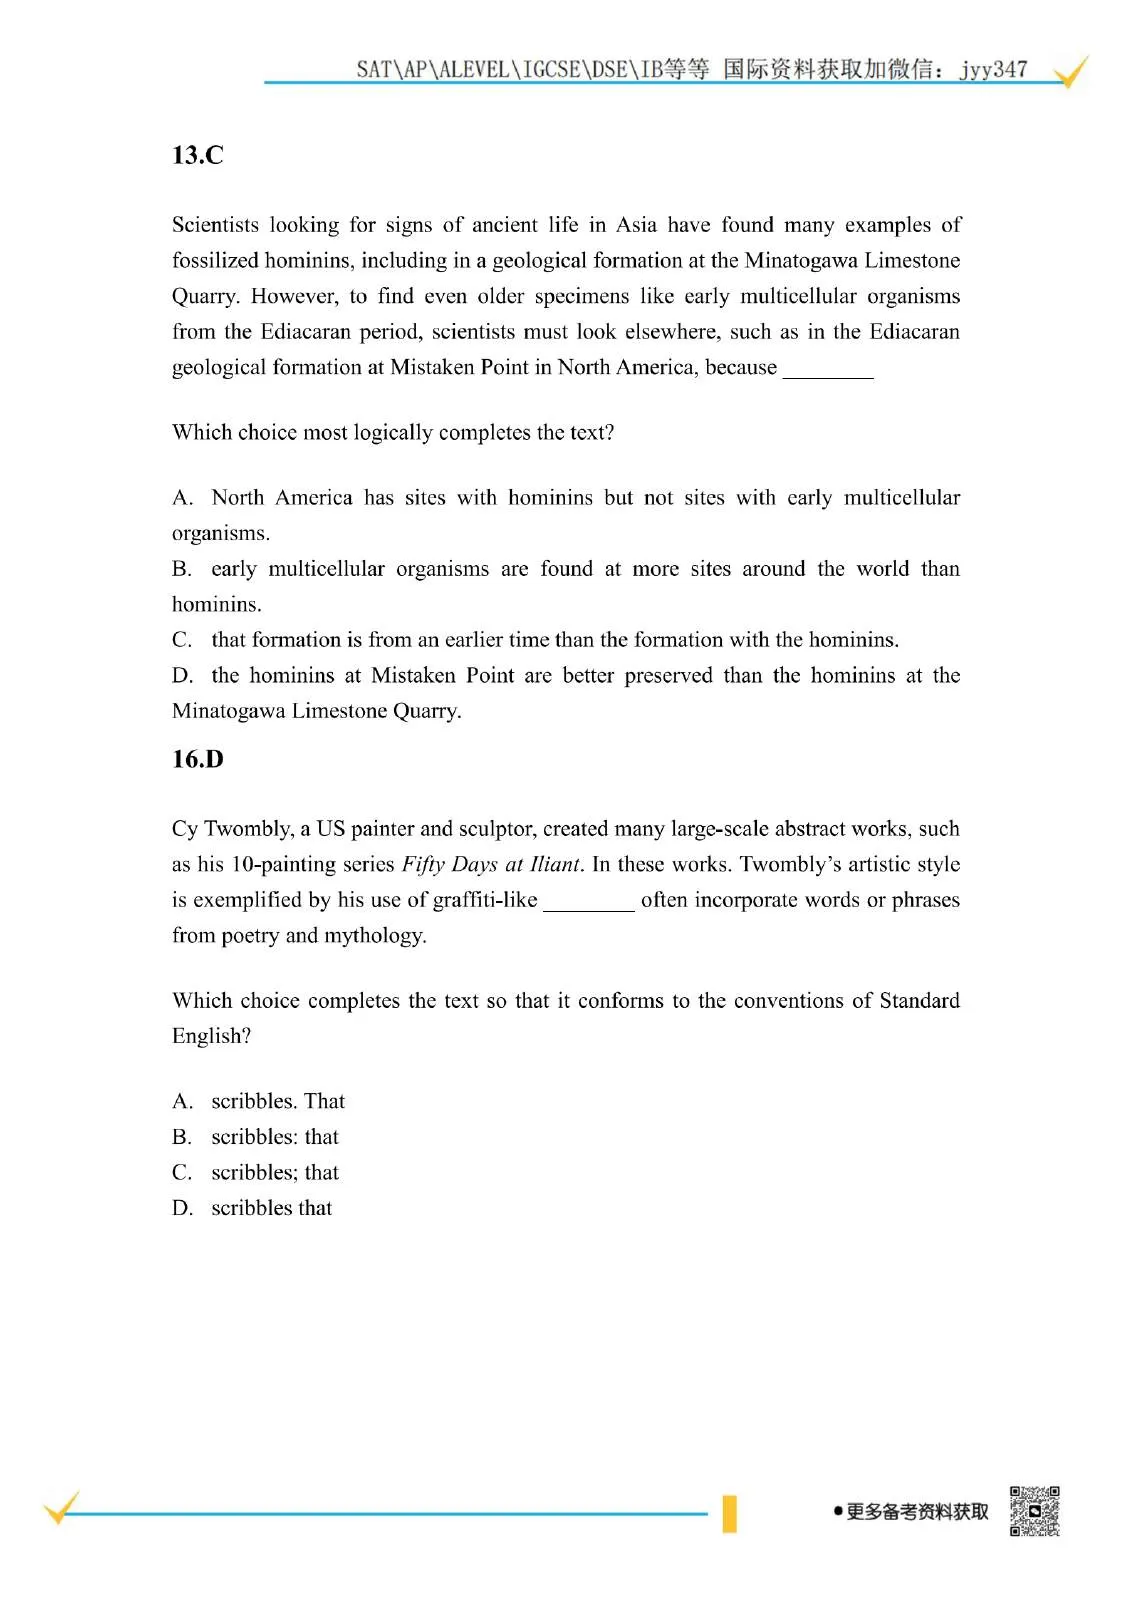 SAT\AP\ALEVEL\IGCSE\DSE\IB等等 国际资料获取加微信：jyy347
13.C
Scientists looking for signs of ancient life in Asia have found many examples of
fossilized hominins, including in a geological formation at the Minatogawa Limestone
Quarry. However, to find even older specimens like early multicellular organisms
from the Ediacaran period, scientists must look elsewhere, such as in the Ediacaran
geological formation at Mistaken Point in North America, because ________
Which choice most logically completes the text?
A. North America has sites with hominins but not sites with early multicellular
organisms.
B. early multicellular organisms are found at more sites around the world than
hominins.
C. that formation is from an earlier time than the formation with the hominins.
D. the hominins at Mistaken Point are better preserved than the hominins at the
Minatogawa Limestone Quarry.
16.D
Cy Twombly, a US painter and sculptor, created many large-scale abstract works, such
as his 10-painting series Fifty Days at Iliant. In these works. Twombly’s artistic style
is exemplified by his use of graffiti-like ________ often incorporate words or phrases
from poetry and mythology.
Which choice completes the text so that it conforms to the conventions of Standard
English?
A. scribbles. That
B. scribbles: that
C. scribbles; that
D. scribbles that
•更多备考资料获取